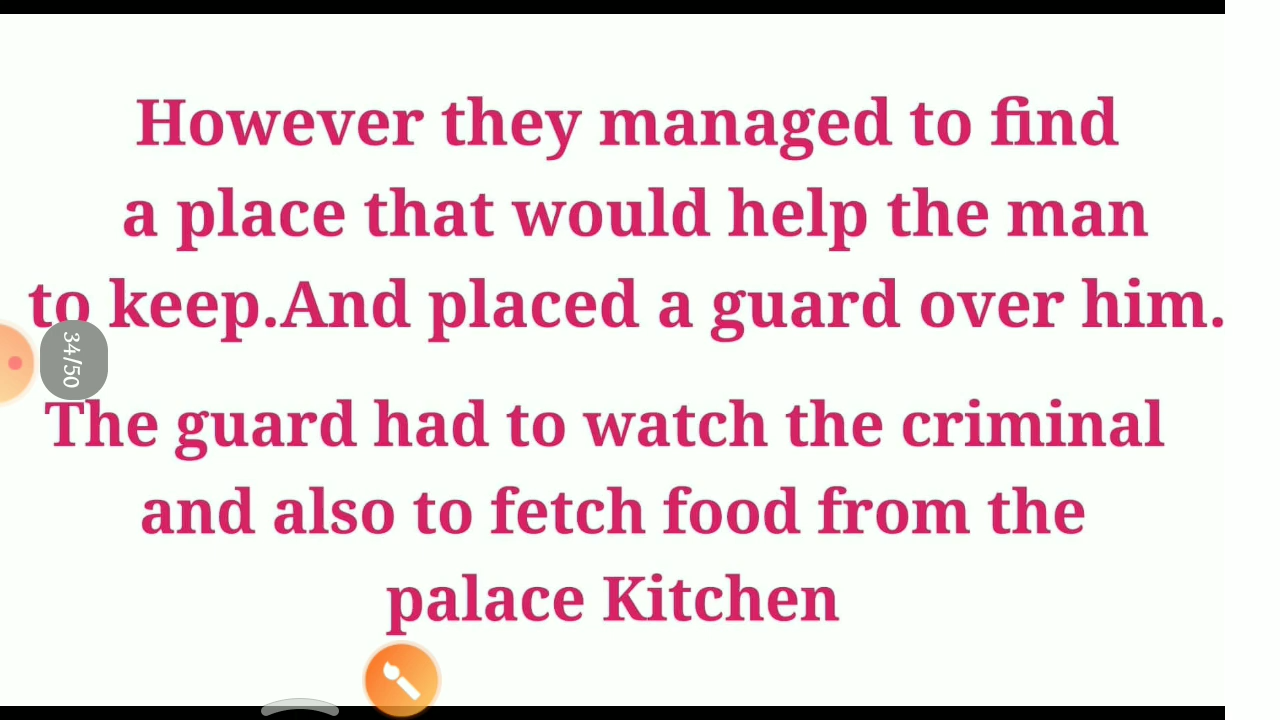 However they managed to find
a place that would help the man
to keep.And placed a guard over him.
34/50
The guard had to watch the criminal
and also to fetch food from the
palace Kitchen